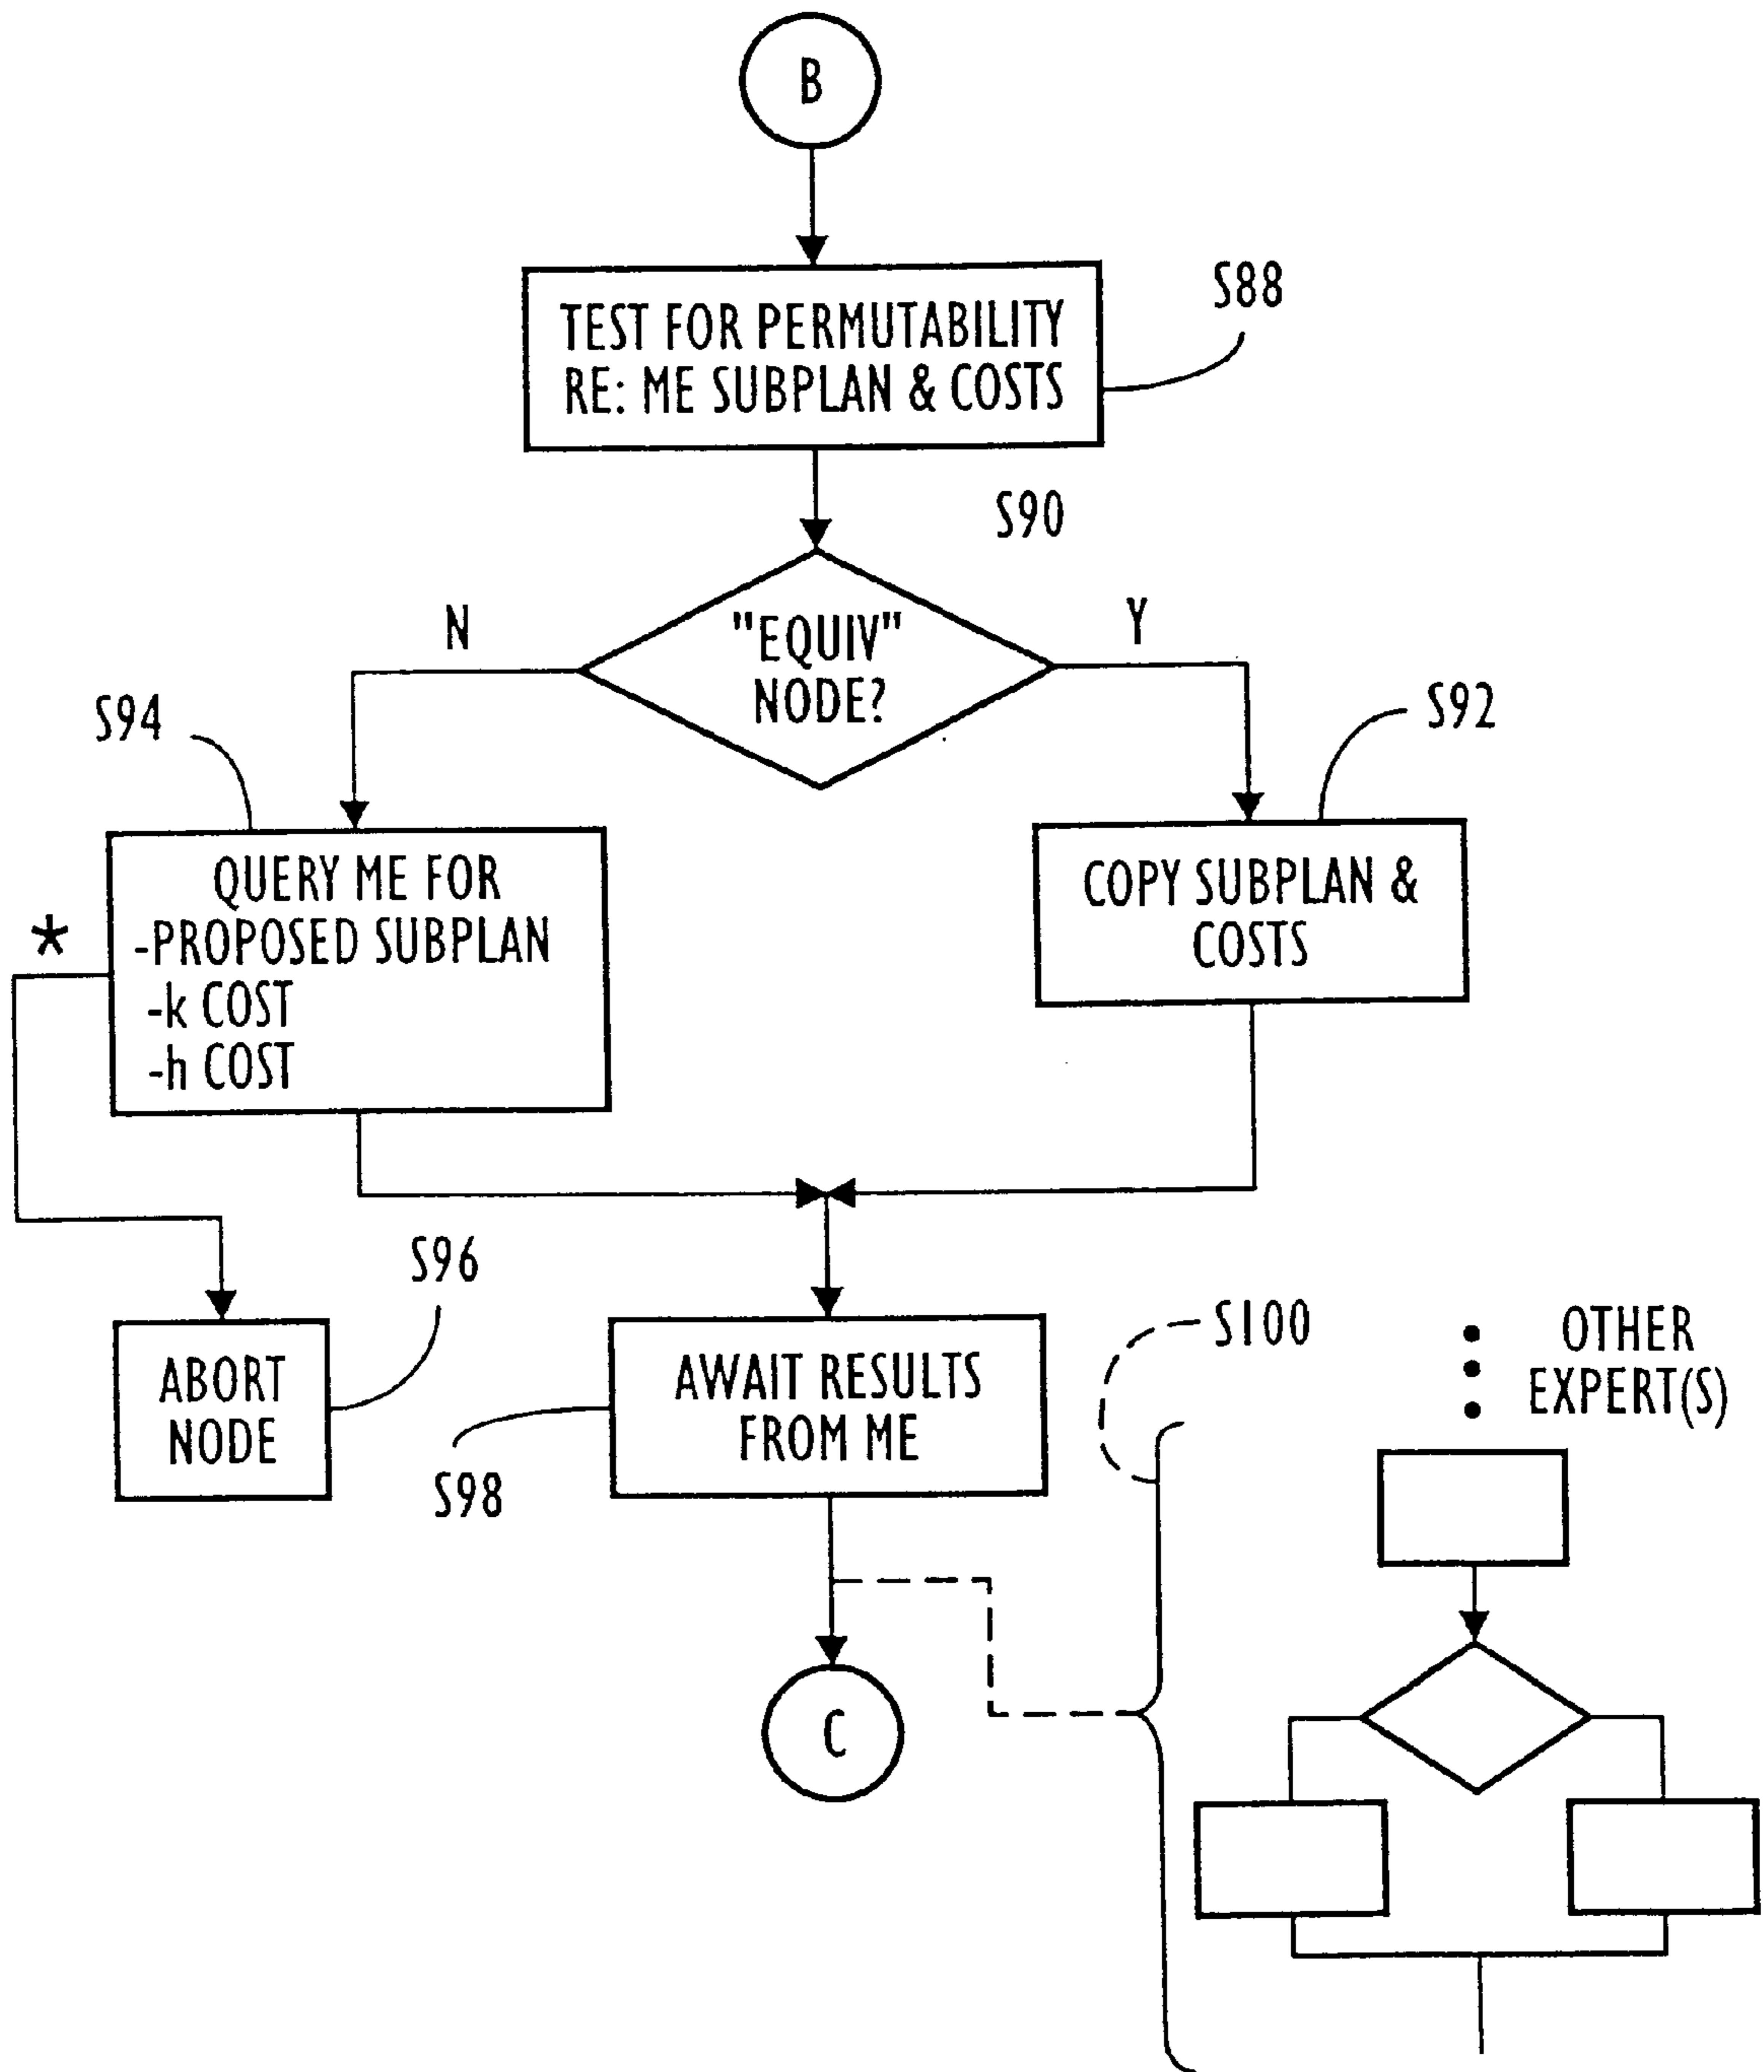 B
TEST FOR PERMUTABILITY
RE: ME SUBPLAN & COSTS
S88
S90
"EQUIV"
NODE?
N
Y
S94
S92
QUERY ME FOR
-PROPOSED SUBPLAN
-k COST
-h COST
*
COPY SUBPLAN &
COSTS
S96
ABORT
NODE
AWAIT RESULTS
FROM ME
S98
S100
OTHER
EXPERT(S)
C